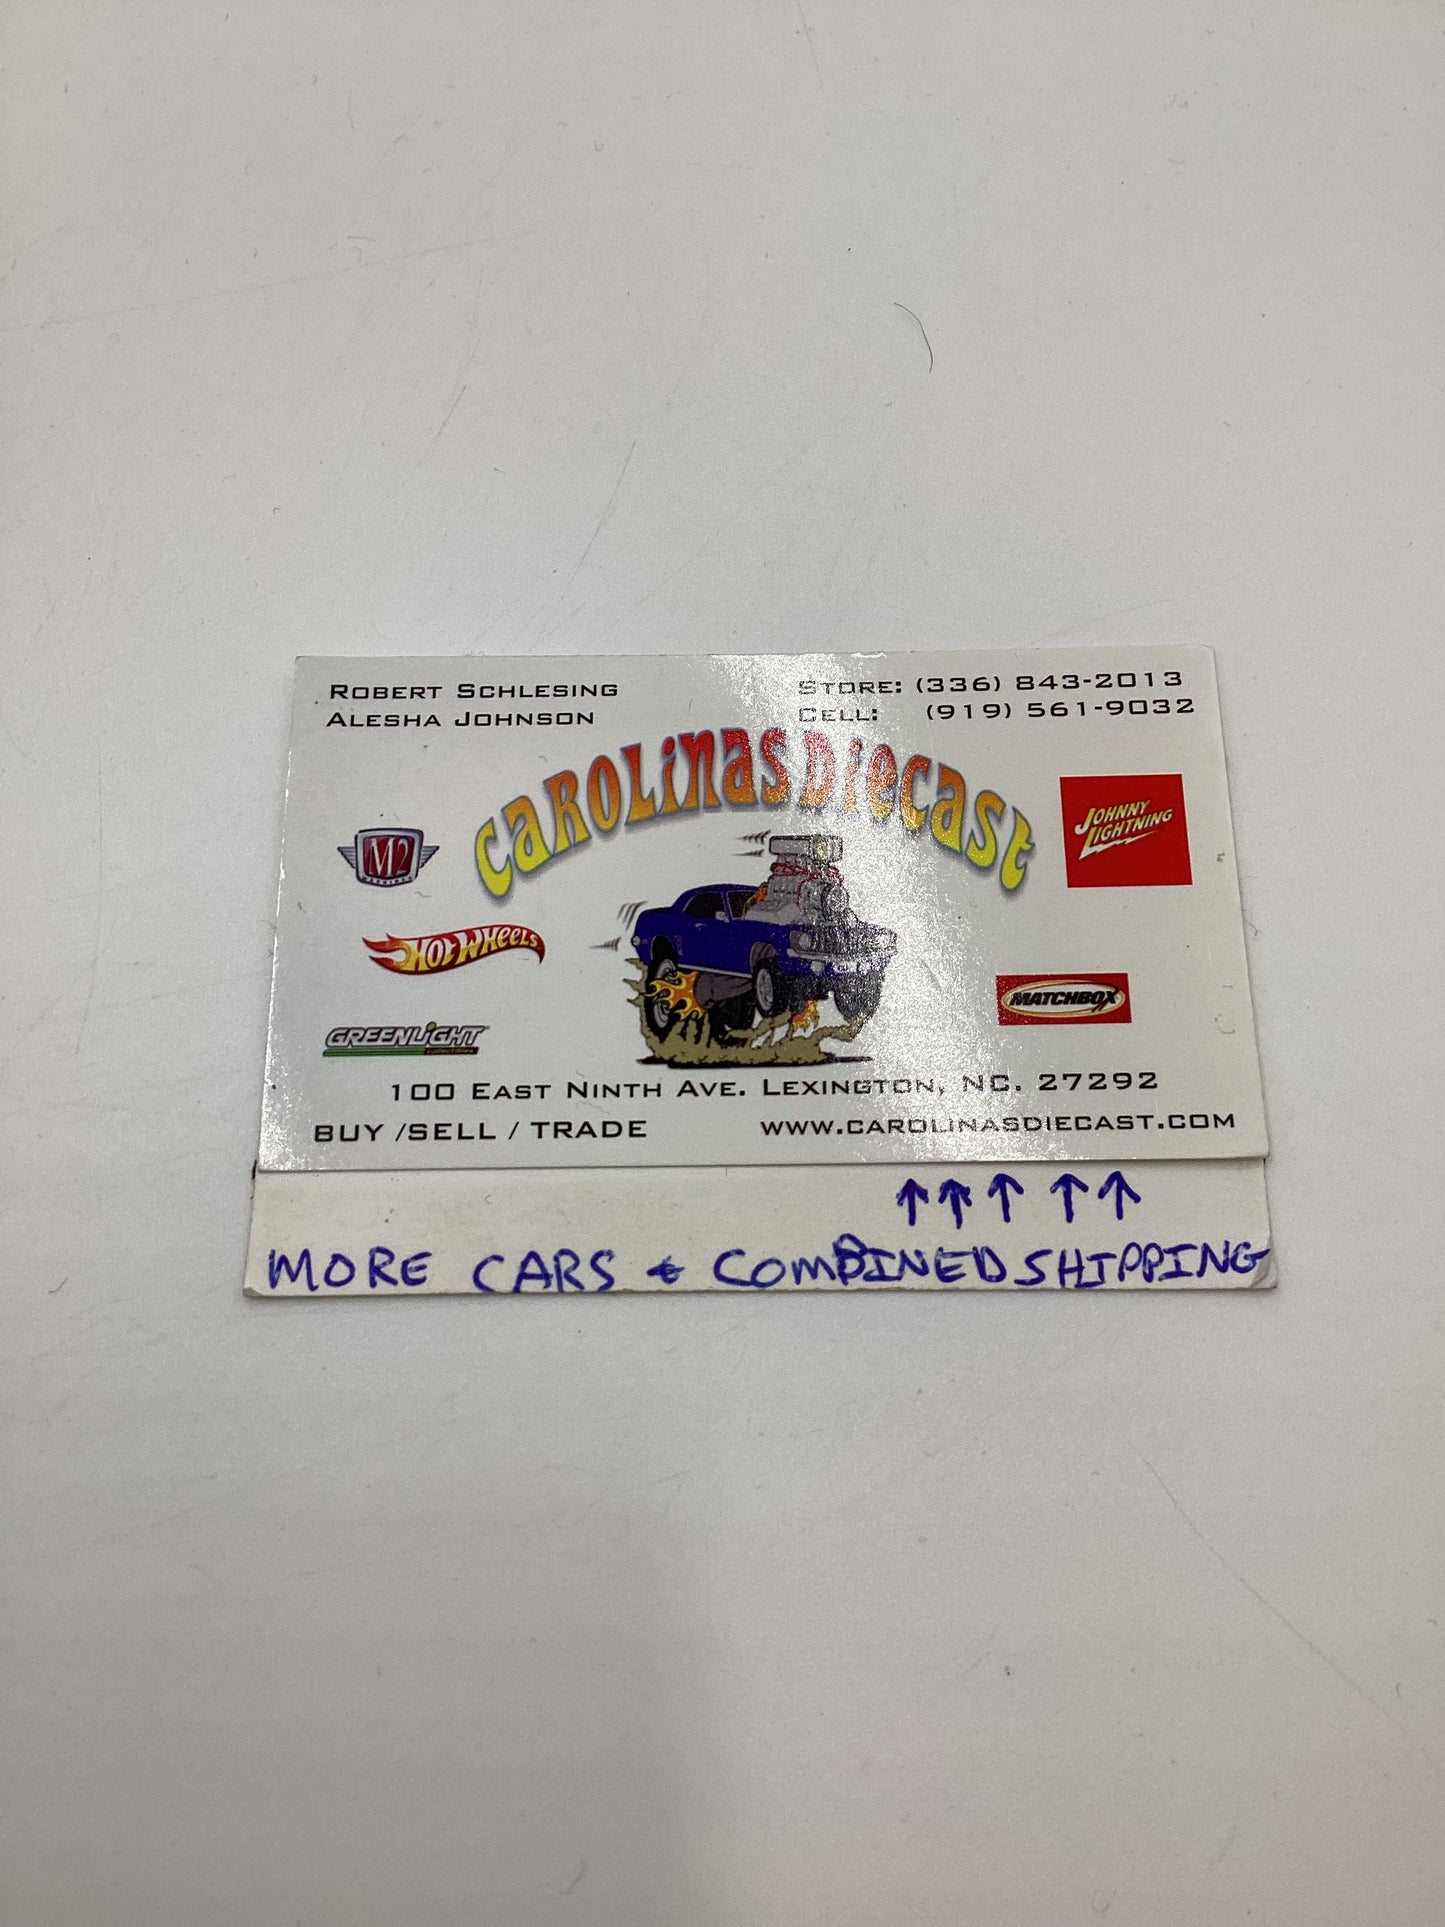 ROBERT SCHLESING STORE: (336) 843-2013
ALESHA JOHNSON CELL: (919) 561-9032
CAROLINAS DIECAST
M2
MACHINES
JOHNNY
LIGHTNING
HOT WHEELS
MATCHBOX
GREENLIGHT
COLLECTIBLES
100 EAST NINTH AVE. LEXINGTON, NC. 27292
BUY /SELL / TRADE WWW.CAROLINASDIECAST.COM
↑↑↑ ↑↑
MORE CARS & COMBINED SHIPPING